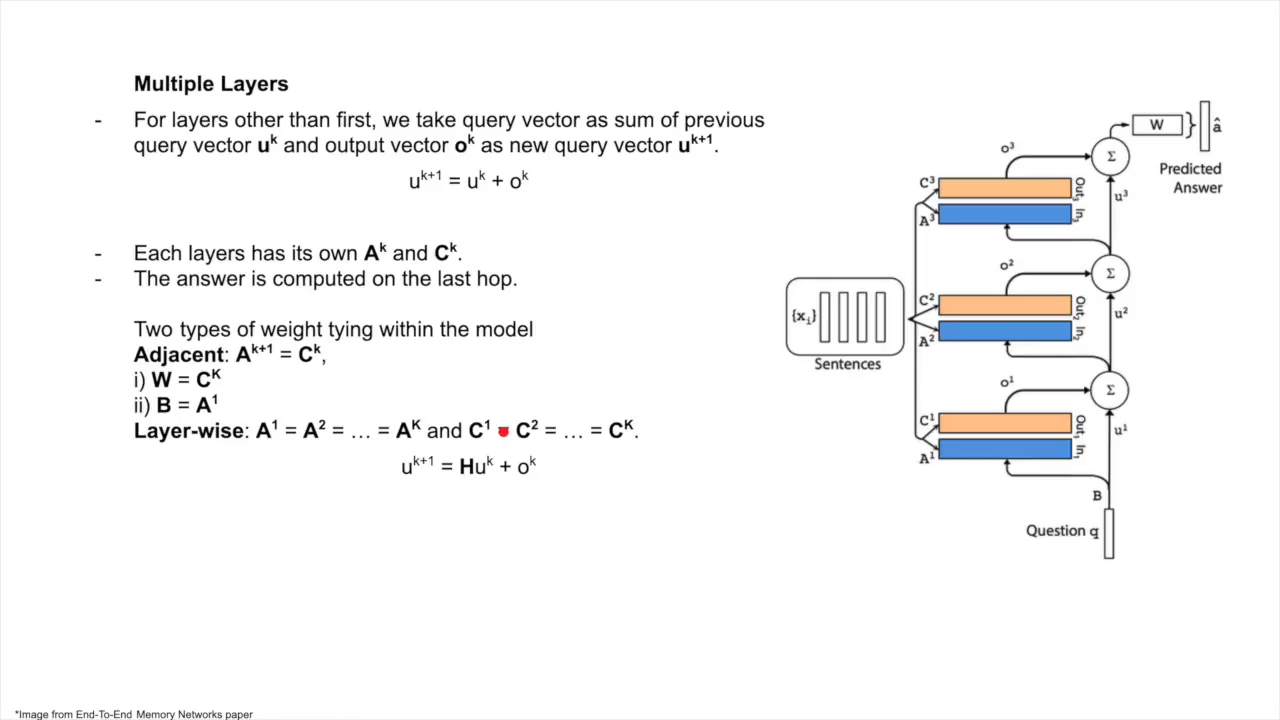 Multiple Layers
- For layers other than first, we take query vector as sum of previous
query vector uᵏ and output vector oᵏ as new query vector uᵏ⁺¹.
uᵏ⁺¹ = uᵏ + oᵏ
- Each layers has its own Aᵏ and Cᵏ.
- The answer is computed on the last hop.
Two types of weight tying within the model
Adjacent: Aᵏ⁺¹ = Cᵏ,
i) W = Cᴷ
ii) B = A¹
Layer-wise: A¹ = A² = … = Aᴷ and C¹ = C² = … = Cᴷ.
uᵏ⁺¹ = Huᵏ + oᵏ
W
â
Predicted
Answer
Σ
o³
u³
C³
A³
Out₃
In₃
Σ
o²
u²
C²
A²
Out₂
In₂
{xᵢ}
Sentences
Σ
o¹
u¹
C¹
A¹
Out₁
In₁
B
Question q
*Image from End-To-End Memory Networks paper